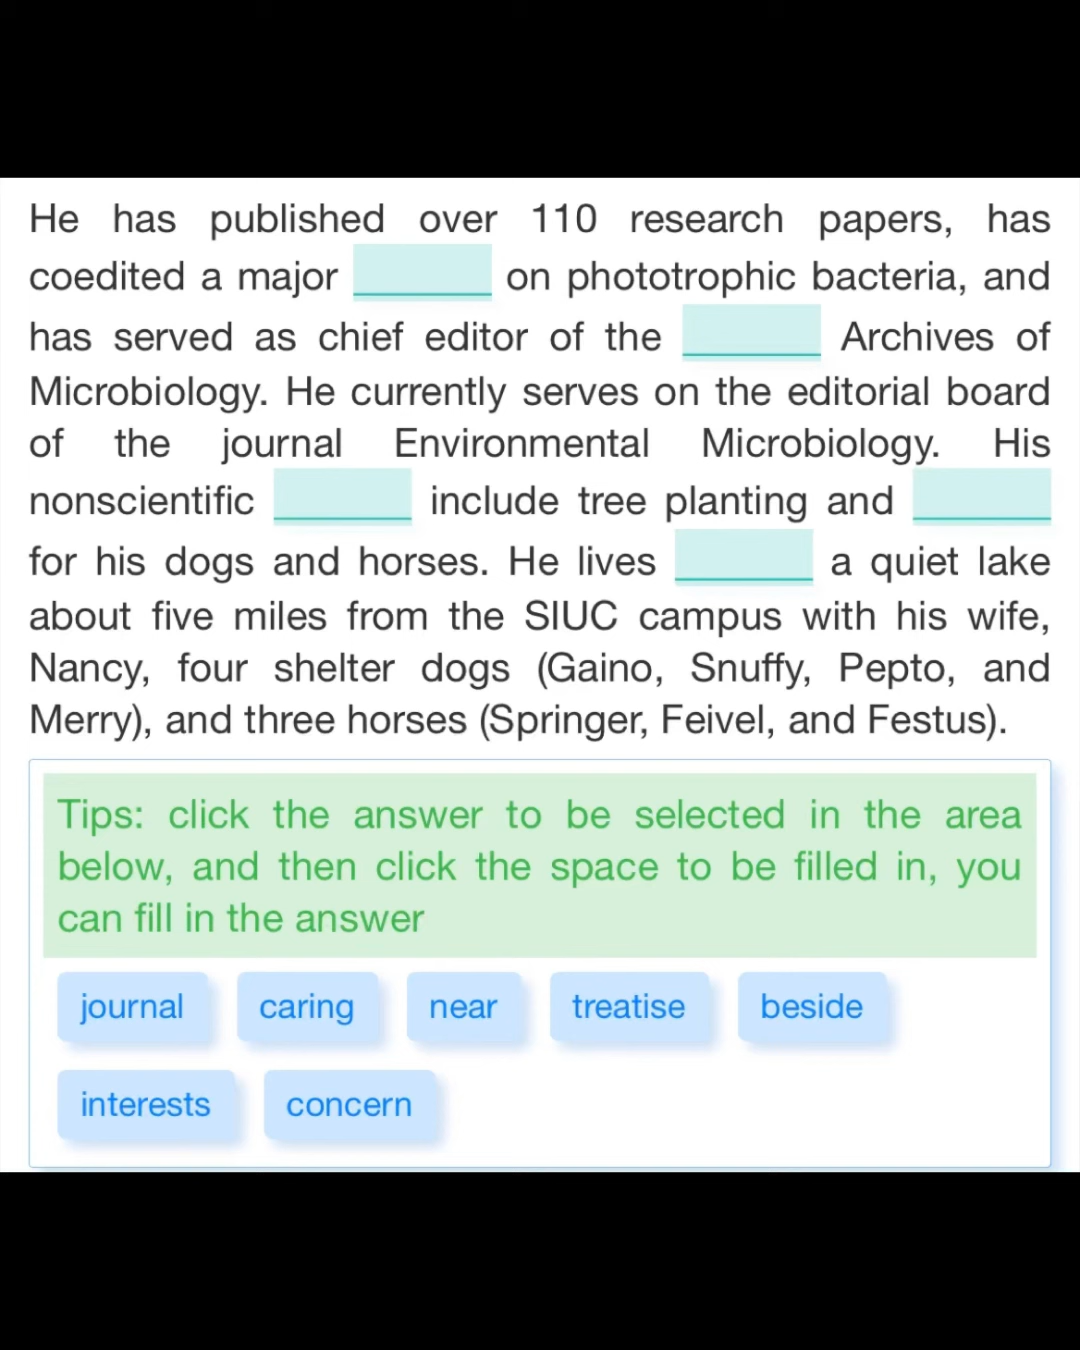 He has published over 110 research papers, has
coedited a major on phototrophic bacteria, and
has served as chief editor of the Archives of
Microbiology. He currently serves on the editorial board
of the journal Environmental Microbiology. His
nonscientific include tree planting and
for his dogs and horses. He lives a quiet lake
about five miles from the SIUC campus with his wife,
Nancy, four shelter dogs (Gaino, Snuffy, Pepto, and
Merry), and three horses (Springer, Feivel, and Festus).
Tips: click the answer to be selected in the area
below, and then click the space to be filled in, you
can fill in the answer
journal caring near treatise beside
interests concern